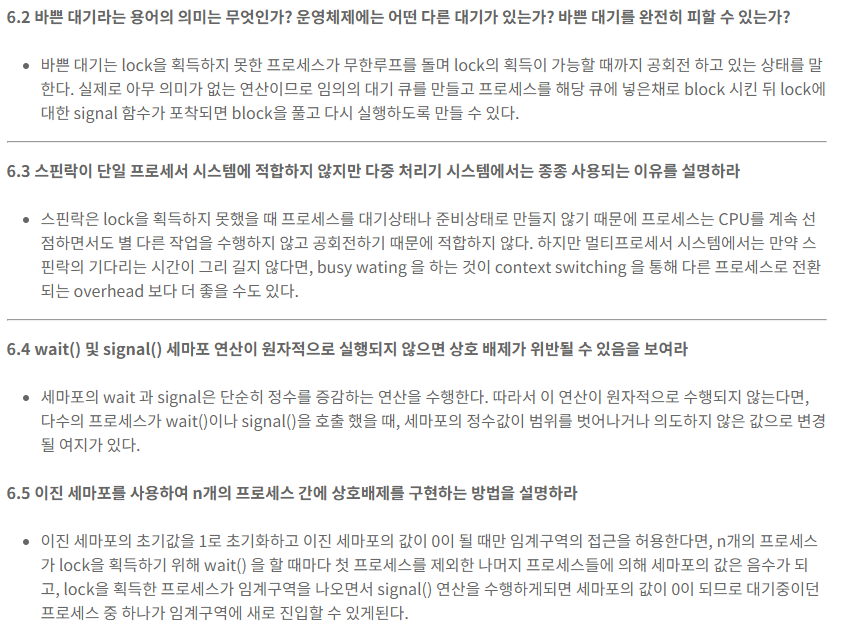 6.2 바쁜 대기라는 용어의 의미는 무엇인가? 운영체제에는 어떤 다른 대기가 있는가? 바쁜 대기를 완전히 피할 수 있는가?
• 바쁜 대기는 lock을 획득하지 못한 프로세스가 무한루프를 돌며 lock의 획득이 가능할 때까지 공회전 하고 있는 상태를 말
한다. 실제로 아무 의미가 없는 연산이므로 임의의 대기 큐를 만들고 프로세스를 해당 큐에 넣은채로 block 시킨 뒤 lock에
대한 signal 함수가 포착되면 block을 풀고 다시 실행하도록 만들 수 있다.
6.3 스핀락이 단일 프로세서 시스템에 적합하지 않지만 다중 처리기 시스템에서는 종종 사용되는 이유를 설명하라
• 스핀락은 lock을 획득하지 못했을 때 프로세스를 대기상태나 준비상태로 만들지 않기 때문에 프로세스는 CPU를 계속 선
점하면서도 별 다른 작업을 수행하지 않고 공회전하기 때문에 적합하지 않다. 하지만 멀티프로세서 시스템에서는 만약 스
핀락의 기다리는 시간이 그리 길지 않다면, busy wating 을 하는 것이 context switching 을 통해 다른 프로세스로 전환
되는 overhead 보다 더 좋을 수도 있다.
6.4 wait() 및 signal() 세마포 연산이 원자적으로 실행되지 않으면 상호 배제가 위반될 수 있음을 보여라
• 세마포의 wait 과 signal은 단순히 정수를 증감하는 연산을 수행한다. 따라서 이 연산이 원자적으로 수행되지 않는다면,
다수의 프로세스가 wait()이나 signal()을 호출 했을 때, 세마포의 정수값이 범위를 벗어나거나 의도하지 않은 값으로 변경
될 여지가 있다.
6.5 이진 세마포를 사용하여 n개의 프로세스 간에 상호배제를 구현하는 방법을 설명하라
• 이진 세마포의 초기값을 1로 초기화하고 이진 세마포의 값이 0이 될 때만 임계구역의 접근을 허용한다면, n개의 프로세스
가 lock을 획득하기 위해 wait() 을 할 때마다 첫 프로세스를 제외한 나머지 프로세스들에 의해 세마포의 값은 음수가 되
고, lock을 획득한 프로세스가 임계구역을 나오면서 signal() 연산을 수행하게되면 세마포의 값이 0이 되므로 대기중이던
프로세스 중 하나가 임계구역에 새로 진입할 수 있게된다.